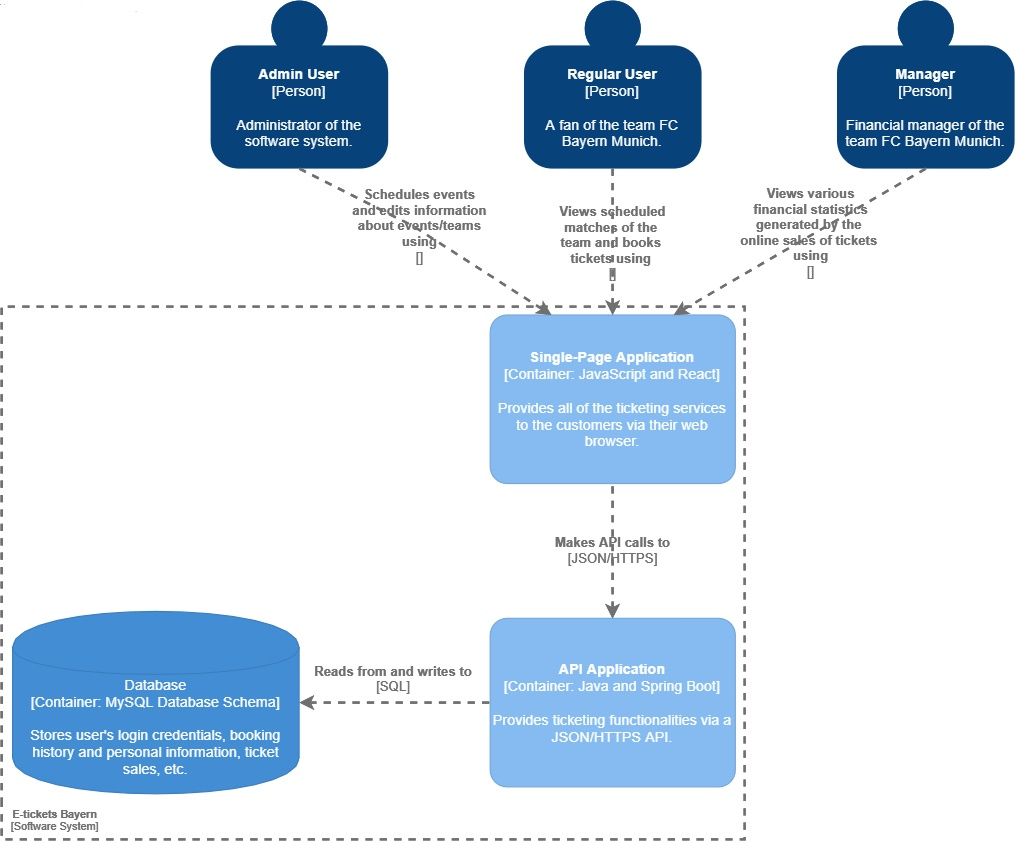 Admin User
[Person]
Administrator of the
software system.
Regular User
[Person]
A fan of the team FC
Bayern Munich.
Manager
[Person]
Financial manager of the
team FC Bayern Munich.
Schedules events
and edits information
about events/teams
using
[]
Views scheduled
matches of the
team and books
tickets using
[]
Views various
financial statistics
generated by the
online sales of tickets
using
[]
Single-Page Application
[Container: JavaScript and React]
Provides all of the ticketing services
to the customers via their web
browser.
Makes API calls to
[JSON/HTTPS]
Database
[Container: MySQL Database Schema]
Stores user's login credentials, booking
history and personal information, ticket
sales, etc.
Reads from and writes to
[SQL]
API Application
[Container: Java and Spring Boot]
Provides ticketing functionalities via a
JSON/HTTPS API.
E-tickets Bayern
[Software System]